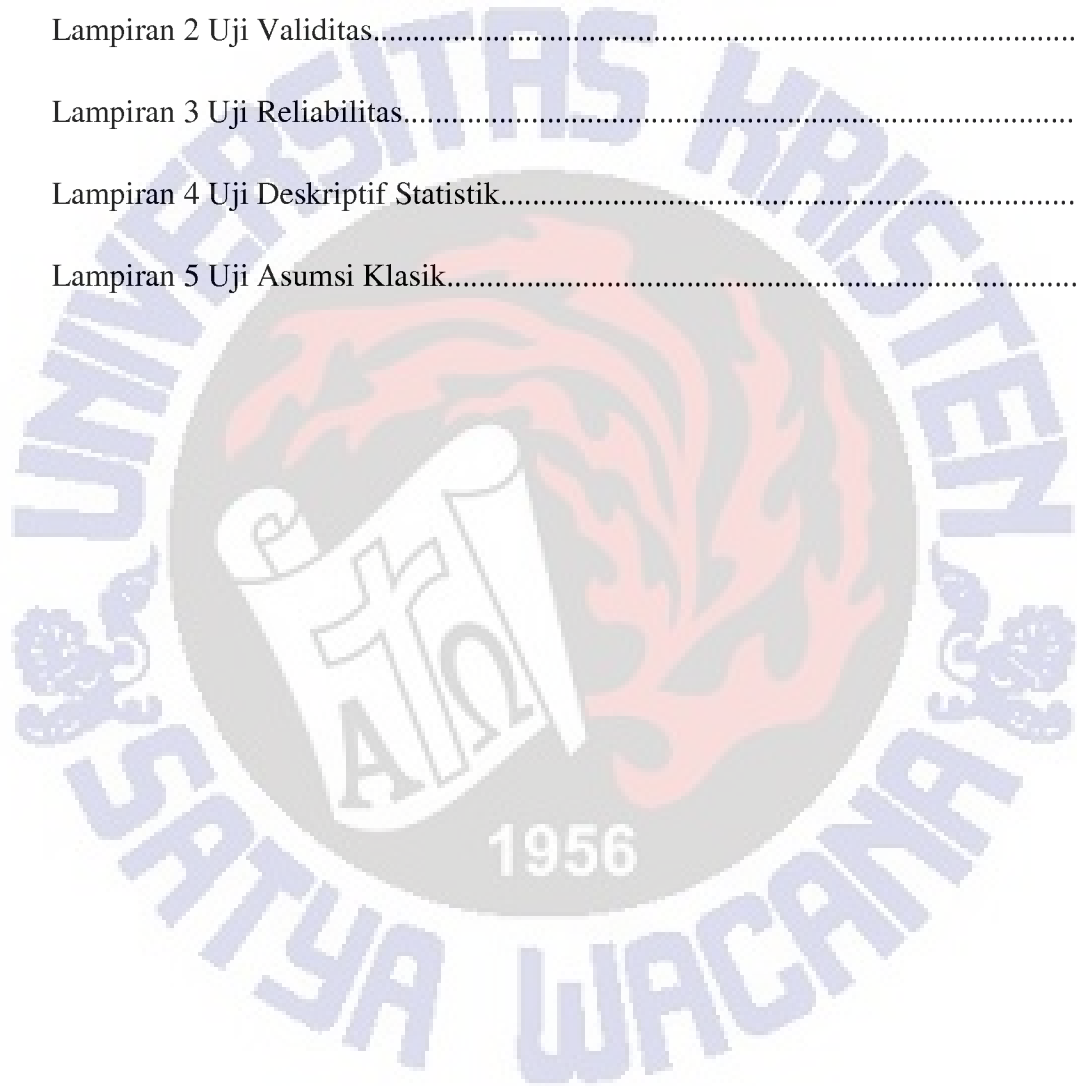 Lampiran 2 Uji Validitas..........................................................................................
Lampiran 3 Uji Reliabilitas......................................................................................
Lampiran 4 Uji Deskriptif Statistik.........................................................................
Lampiran 5 Uji Asumsi Klasik................................................................................
UNIVERSITAS KRISTEN
A Ω
1956
SATYA WACANA